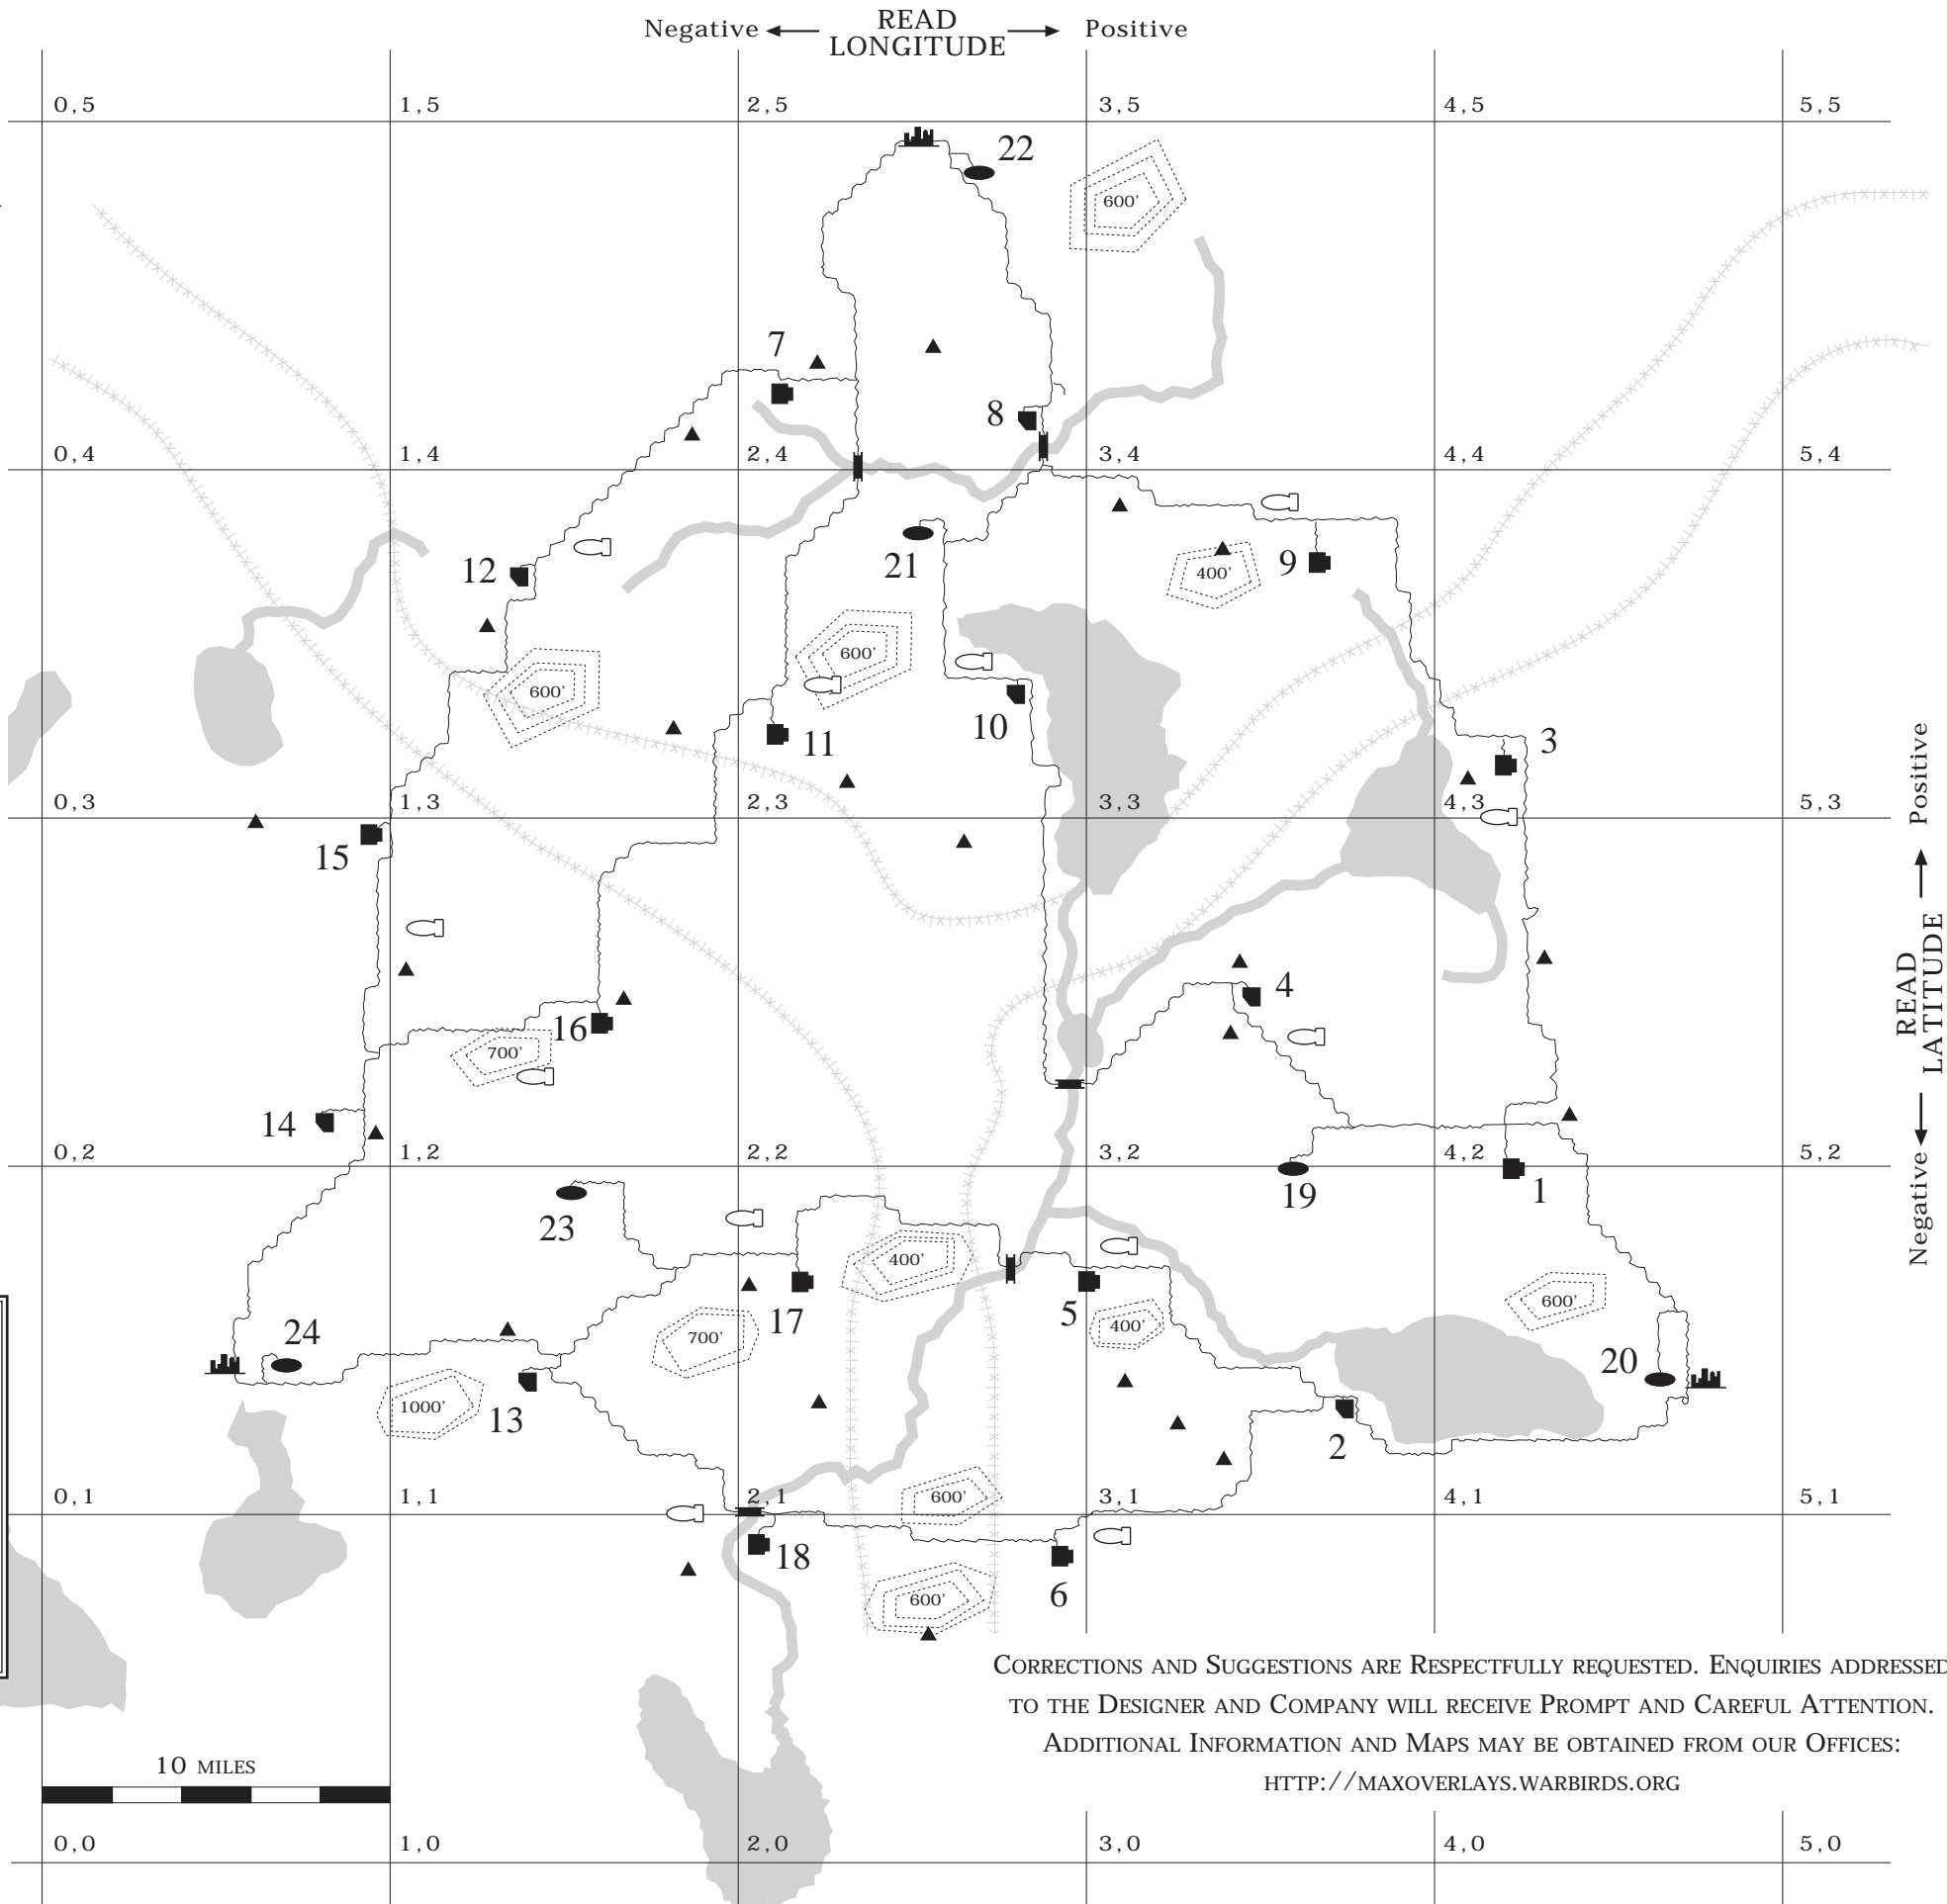 Negative READ LONGITUDE Positive
0,5 1,5 2,5 3,5 4,5 5,5
22
600'
7
8
0,4 1,4 2,4 3,4 4,4 5,4
21
12 9
400'
600'
600'
10
11 3
Positive
0,3 1,3 2,3 3,3 4,3 5,3
15
READ LATITUDE
4
16
700'
14
0,2 1,2 2,2 3,2 4,2 5,2
Negative
19 1
23
400'
600'
17 5
400'
24 700'
20
1000'
13
2
0,1 1,1 2,1 3,1 4,1 5,1
600'
18
6
600'
CORRECTIONS AND SUGGESTIONS ARE RESPECTFULLY REQUESTED. ENQUIRIES ADDRESSED
TO THE DESIGNER AND COMPANY WILL RECEIVE PROMPT AND CAREFUL ATTENTION.
ADDITIONAL INFORMATION AND MAPS MAY BE OBTAINED FROM OUR OFFICES:
HTTP://MAXOVERLAYS.WARBIRDS.ORG
10 MILES
0,0 1,0 2,0 3,0 4,0 5,0